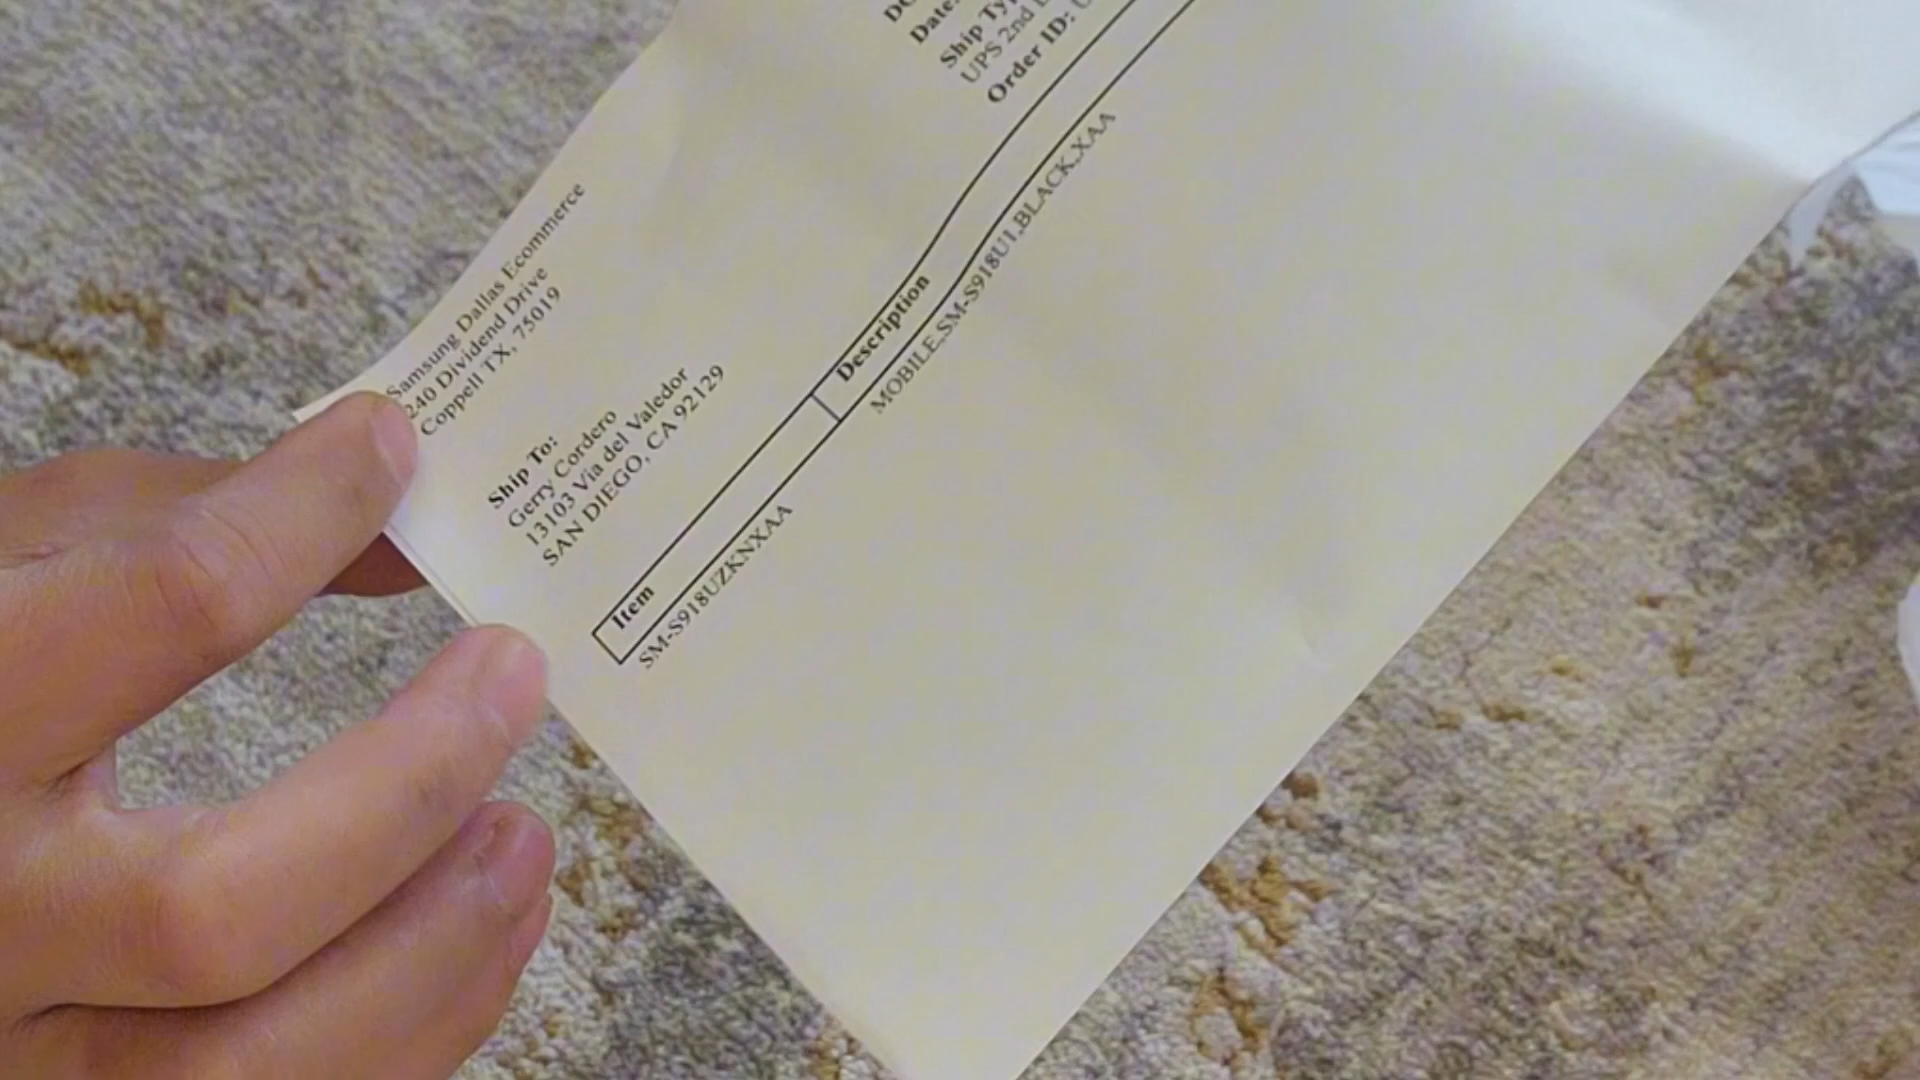 Samsung Dallas Ecommerce
240 Dividend Drive
Coppell TX, 75019
Date:
Ship
UPS 2nd
Order ID:
Ship To:
Gerry Cordero
13103 Via del Valedor
SAN DIEGO, CA 92129
Item Description
SM-S918UZKNXAA MOBILE,SM-S918U1,BLACK,XAA